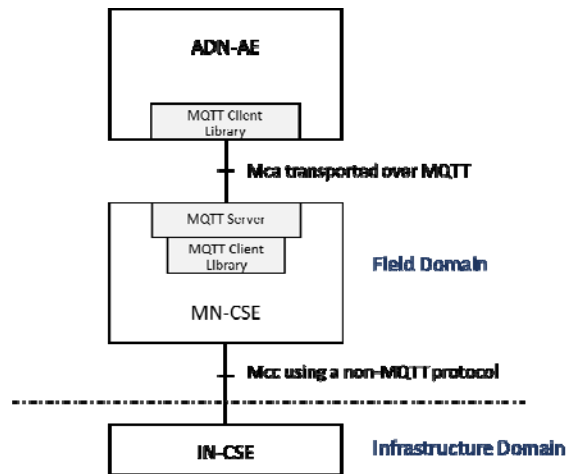 ADN-AE
MQTT Client
Library
Mca transported over MQTT
MQTT Server
MQTT Client
Library
Field Domain
MN-CSE
Mcc using a non-MQTT protocol
IN-CSE
Infrastructure Domain